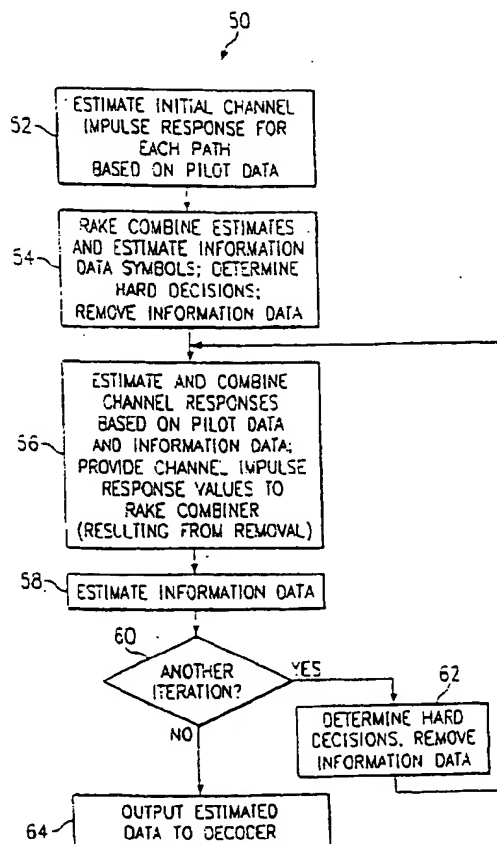 50
52
ESTIMATE INITIAL CHANNEL
IMPULSE RESPONSE FOR
EACH PATH
BASED ON PILOT DATA
54
RAKE COMBINE ESTIMATES
AND ESTIMATE INFORMATION
DATA SYMBOLS; DETERMINE
HARD DECISIONS;
REMOVE INFORMATION DATA
56
ESTIMATE AND COMBINE
CHANNEL RESPONSES
BASED ON PILOT DATA
AND INFORMATION DATA;
PROVIDE CHANNEL IMPULSE
RESPONSE VALUES TO
RAKE COMBINER
(RESULTING FROM REMOVAL)
58
ESTIMATE INFORMATION DATA
60
ANOTHER
ITERATION?
YES
NO
62
DETERMINE HARD
DECISIONS, REMOVE
INFORMATION DATA
64
OUTPUT ESTIMATED
DATA TO DECODER